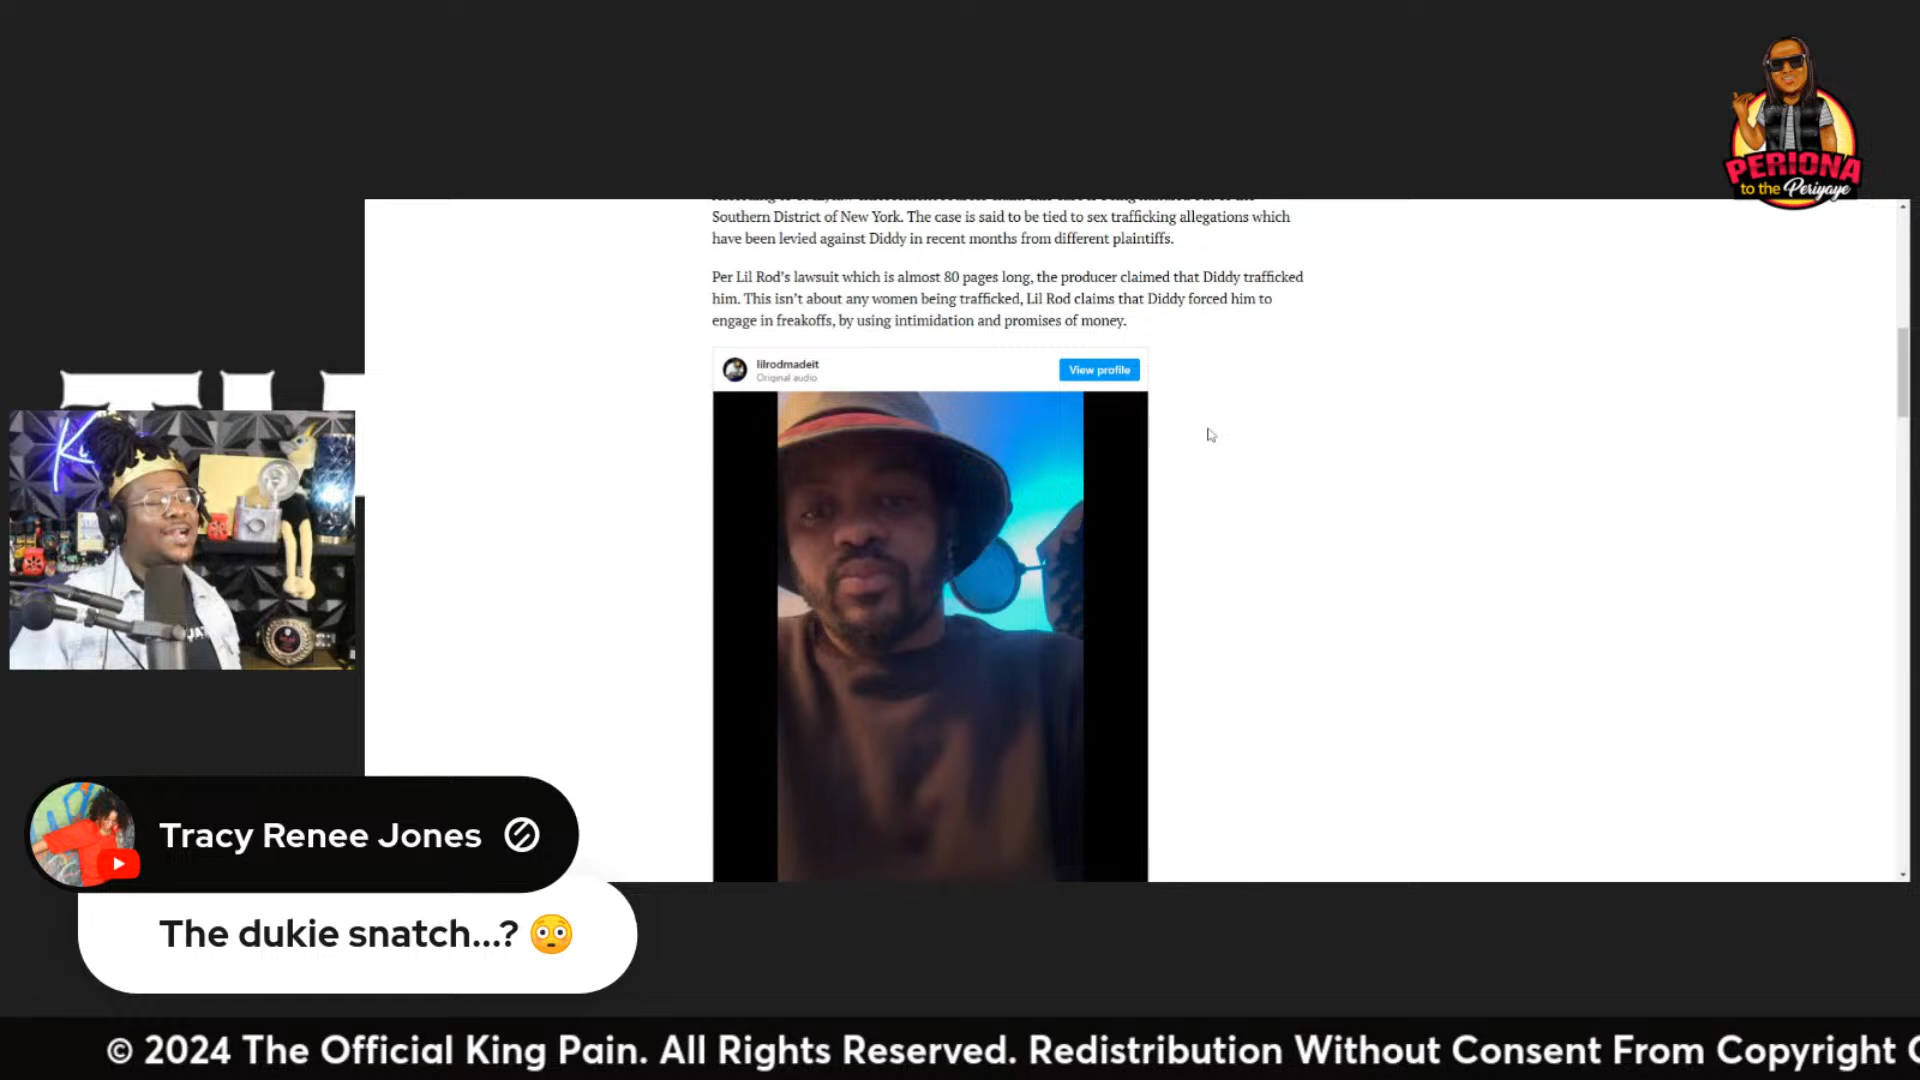 PERIONA
to the Periyaye
Southern District of New York. The case is said to be tied to sex trafficking allegations which
have been levied against Diddy in recent months from different plaintiffs.
Per Lil Rod’s lawsuit which is almost 80 pages long, the producer claimed that Diddy trafficked
him. This isn’t about any women being trafficked, Lil Rod claims that Diddy forced him to
engage in freakoffs, by using intimidation and promises of money.
lilrodmadeit
Original audio
View profile
Tracy Renee Jones
The dukie snatch...? 😳
© 2024 The Official King Pain. All Rights Reserved. Redistribution Without Consent From Copyright